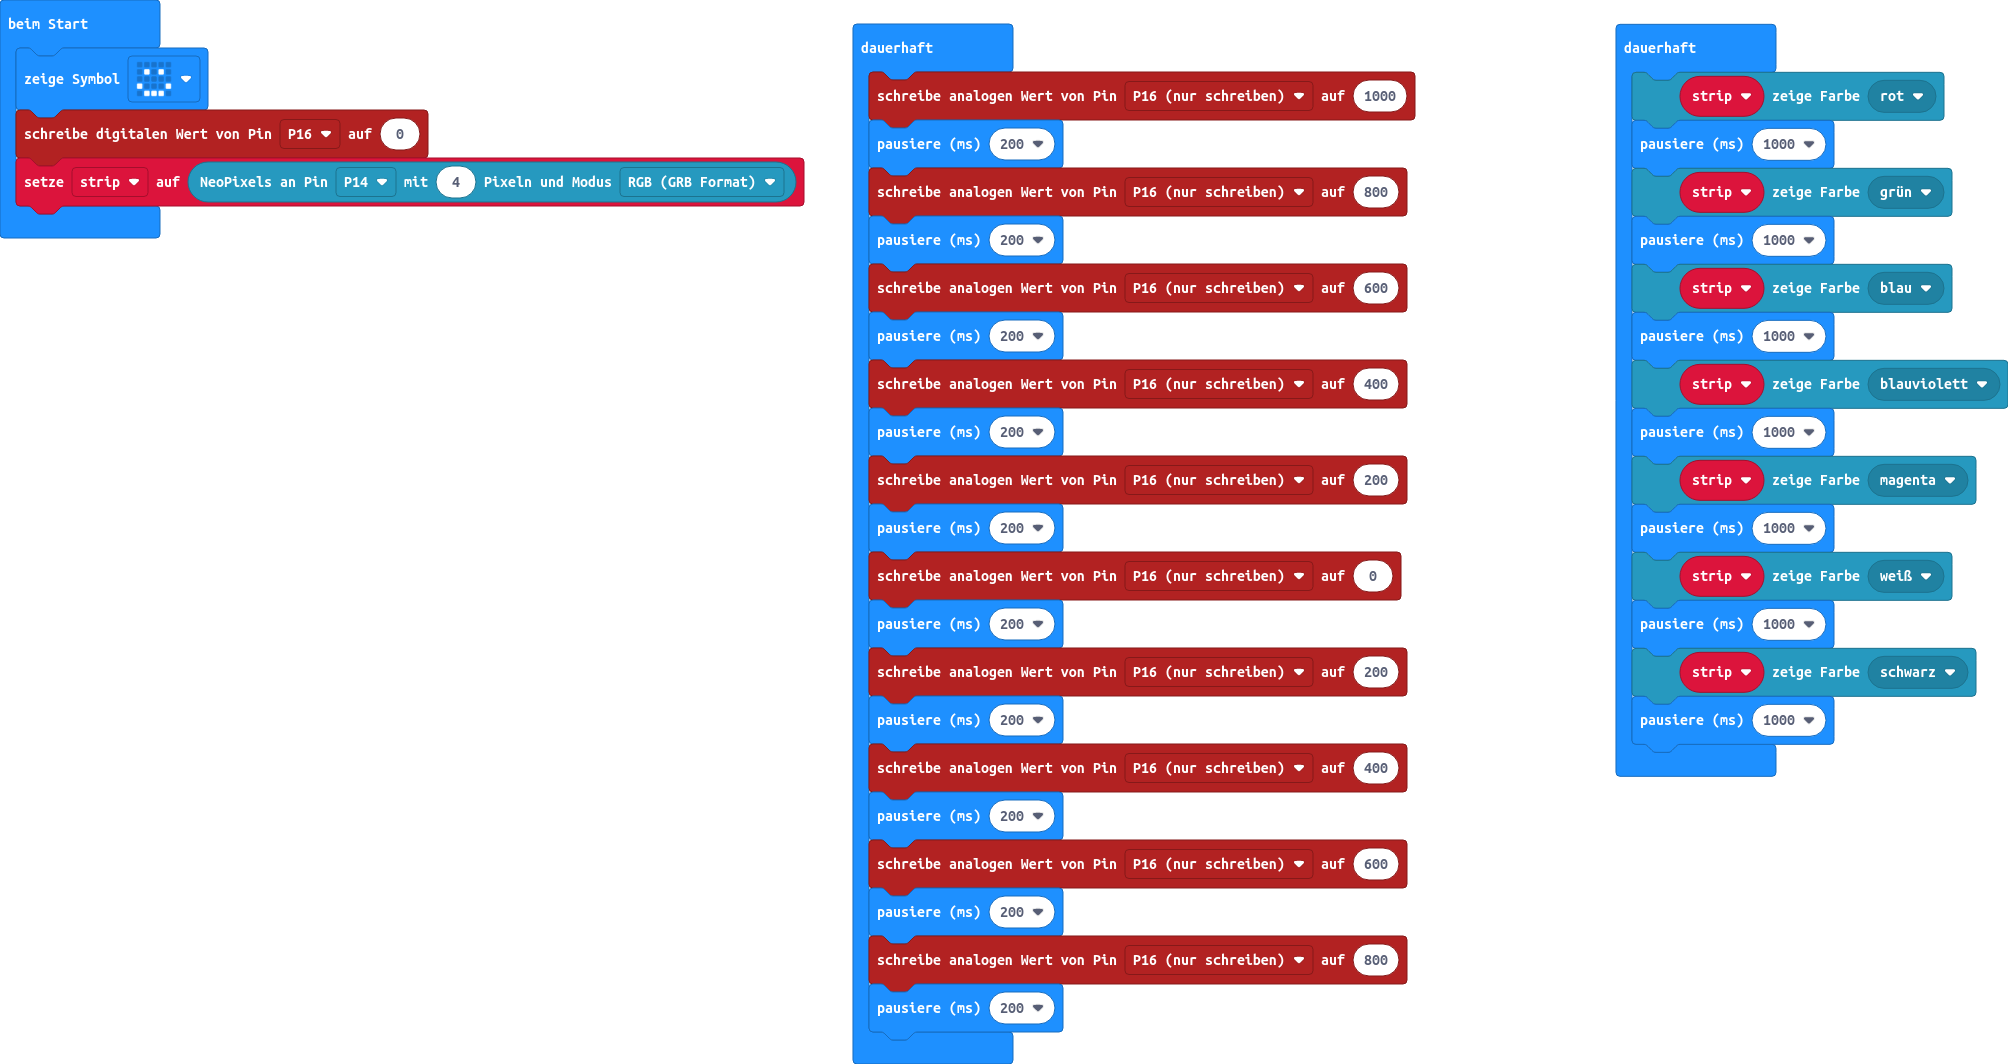 beim Start
zeige Symbol
schreibe digitalen Wert von Pin P16 auf 0
setze strip auf NeoPixels an Pin P14 mit 4 Pixeln und Modus RGB (GRB Format)
dauerhaft
schreibe analogen Wert von Pin P16 (nur schreiben) auf 1000
pausiere (ms) 200
schreibe analogen Wert von Pin P16 (nur schreiben) auf 800
pausiere (ms) 200
schreibe analogen Wert von Pin P16 (nur schreiben) auf 600
pausiere (ms) 200
schreibe analogen Wert von Pin P16 (nur schreiben) auf 400
pausiere (ms) 200
schreibe analogen Wert von Pin P16 (nur schreiben) auf 200
pausiere (ms) 200
schreibe analogen Wert von Pin P16 (nur schreiben) auf 0
pausiere (ms) 200
schreibe analogen Wert von Pin P16 (nur schreiben) auf 200
pausiere (ms) 200
schreibe analogen Wert von Pin P16 (nur schreiben) auf 400
pausiere (ms) 200
schreibe analogen Wert von Pin P16 (nur schreiben) auf 600
pausiere (ms) 200
schreibe analogen Wert von Pin P16 (nur schreiben) auf 800
pausiere (ms) 200
dauerhaft
strip zeige Farbe rot
pausiere (ms) 1000
strip zeige Farbe grün
pausiere (ms) 1000
strip zeige Farbe blau
pausiere (ms) 1000
strip zeige Farbe blauviolett
pausiere (ms) 1000
strip zeige Farbe magenta
pausiere (ms) 1000
strip zeige Farbe weiß
pausiere (ms) 1000
strip zeige Farbe schwarz
pausiere (ms) 1000